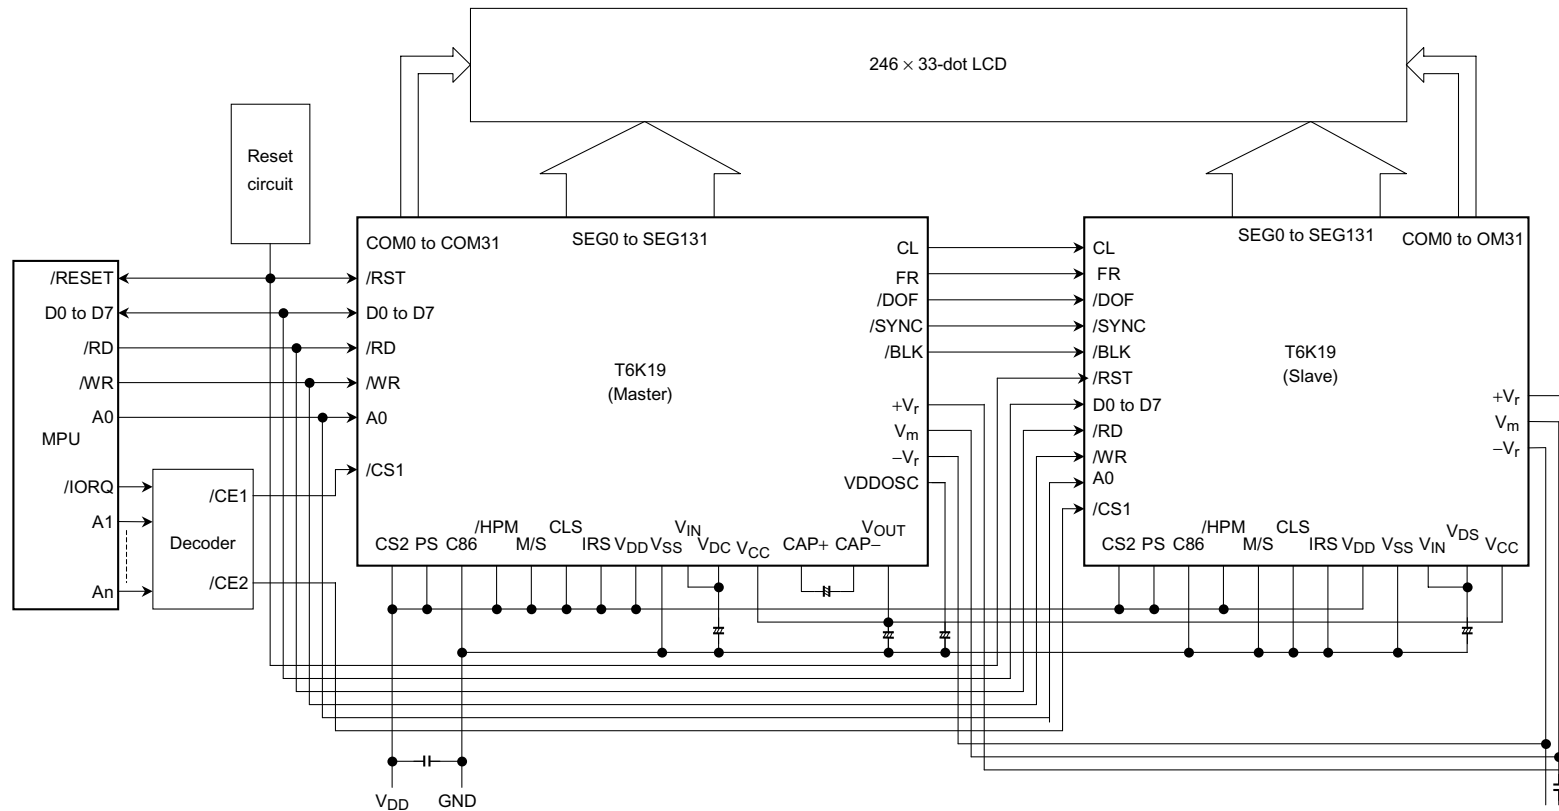 246 × 33-dot LCD
Reset
circuit
COM0 to COM31
SEG0 to SEG131
SEG0 to SEG131
COM0 to OM31
/RESET
D0 to D7
/RD
/WR
A0
MPU
/IORQ
A1
An
/CE1
Decoder
/CE2
/RST
D0 to D7
/RD
/WR
A0
/CS1
T6K19
(Master)
CL
FR
/DOF
/SYNC
/BLK
+Vr
Vm
−Vr
VDDOSC
CS2
PS
C86
/HPM
M/S
CLS
IRS
VDD
VSS
VIN
VDC
VCC
CAP+
CAP−
VOUT
CL
FR
/DOF
/SYNC
/BLK
/RST
D0 to D7
/RD
/WR
A0
/CS1
T6K19
(Slave)
+Vr
Vm
−Vr
CS2
PS
C86
/HPM
M/S
CLS
IRS
VDD
VSS
VIN
VDS
VCC
VDD
GND